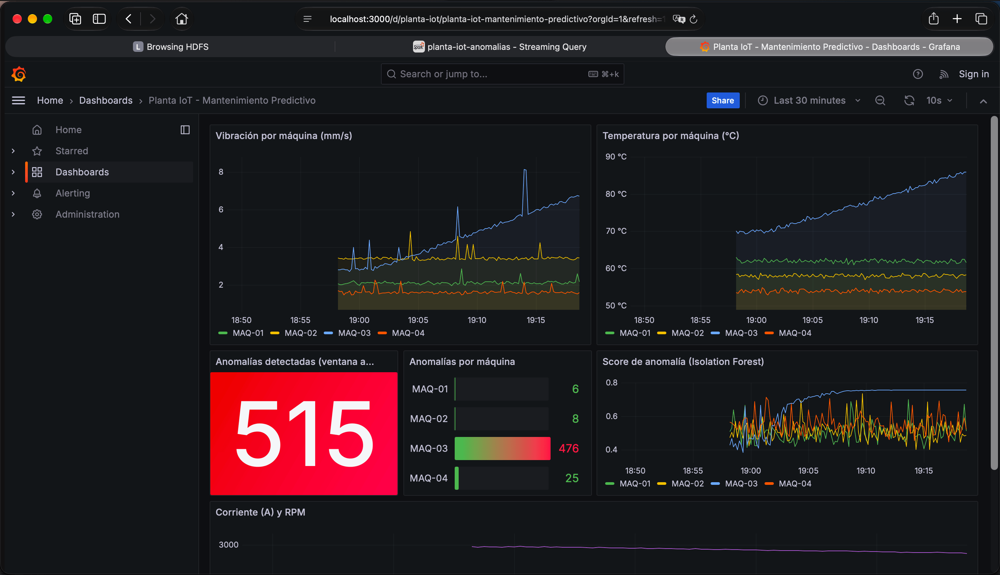 localhost:3000/d/planta-iot/planta-iot-mantenimiento-predictivo?orgId=1&refresh=1
L Browsing HDFS
Spark planta-iot-anomalias - Streaming Query
Planta IoT - Mantenimiento Predictivo - Dashboards - Grafana
Search or jump to...
⌘+k
Sign in
Home › Dashboards › Planta IoT - Mantenimiento Predictivo
Share
Last 30 minutes
10s
Home
Starred
Dashboards
Alerting
Administration
Vibración por máquina (mm/s)
8
6
4
2
18:50 18:55 19:00 19:05 19:10 19:15
MAQ-01 MAQ-02 MAQ-03 MAQ-04
Temperatura por máquina (°C)
90 °C
80 °C
70 °C
60 °C
50 °C
18:50 18:55 19:00 19:05 19:10 19:15
MAQ-01 MAQ-02 MAQ-03 MAQ-04
Anomalías detectadas (ventana a...
515
Anomalías por máquina
MAQ-01 6
MAQ-02 8
MAQ-03 476
MAQ-04 25
Score de anomalía (Isolation Forest)
0.8
0.6
0.4
18:50 18:55 19:00 19:05 19:10 19:15
MAQ-01 MAQ-02 MAQ-03 MAQ-04
Corriente (A) y RPM
3000